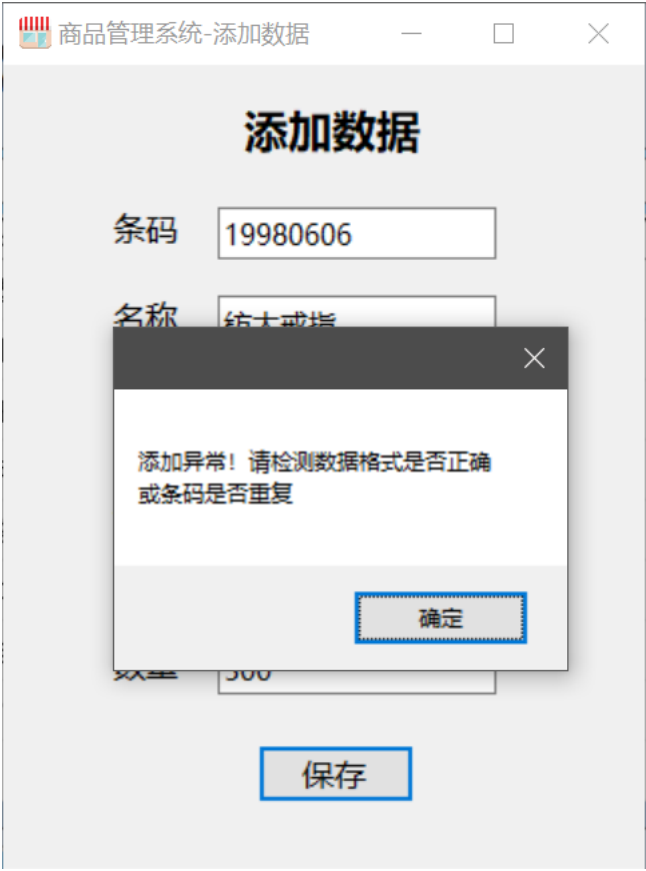 商品管理系统-添加数据
添加数据
条码
19980606
名称
添加异常！请检测数据格式是否正确
或条码是否重复
确定
数量
500
保存